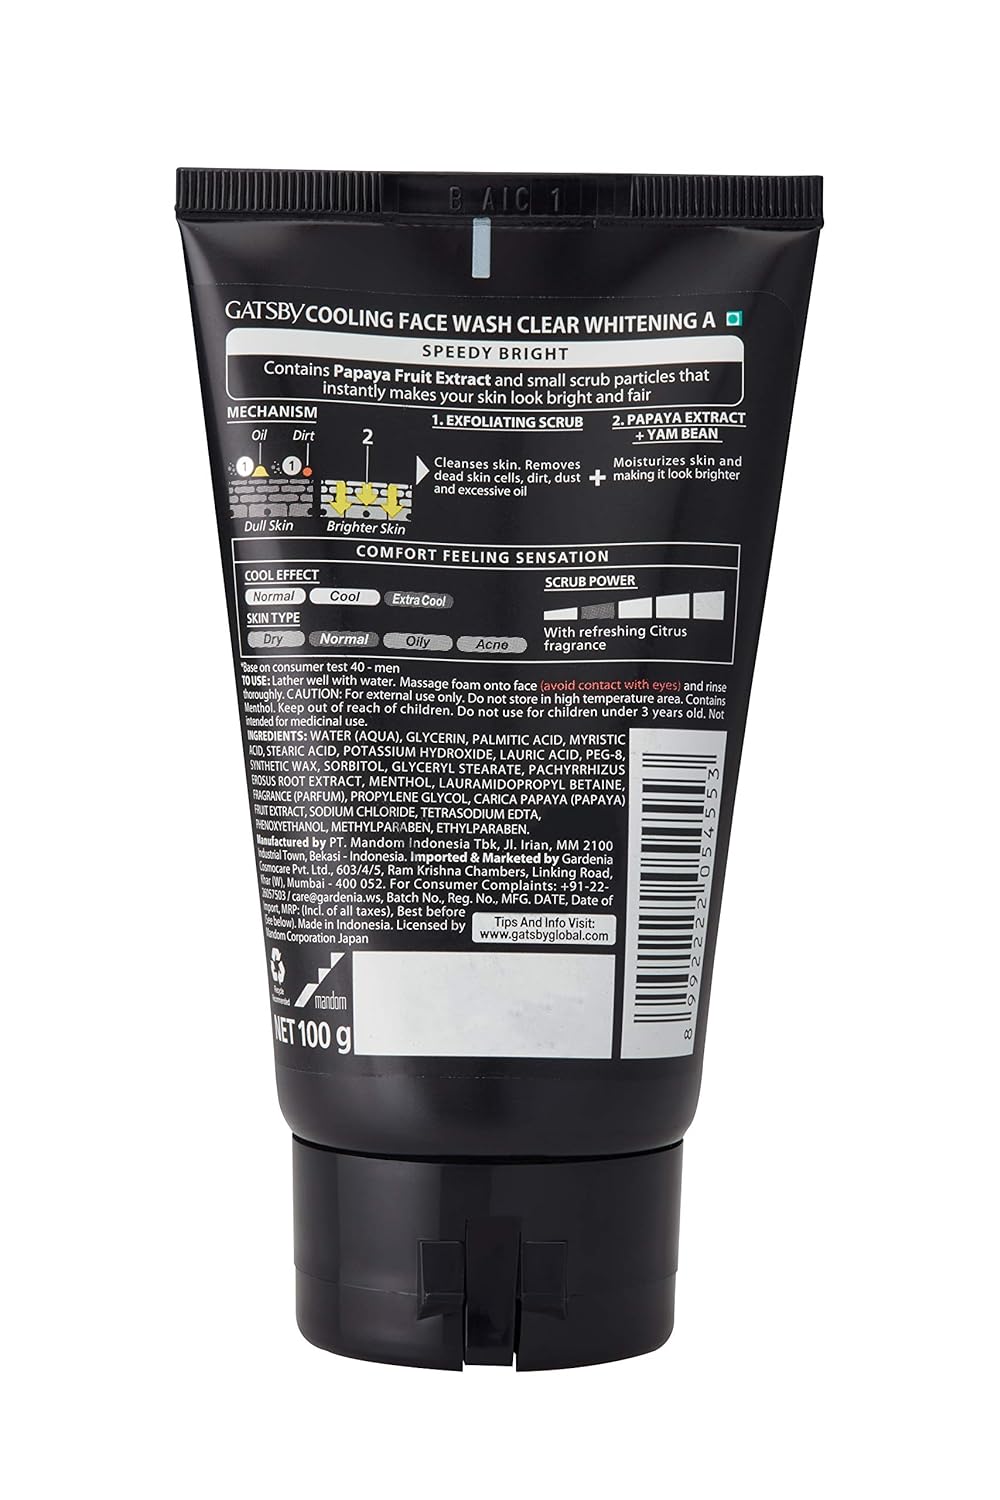 B AIC 1
GATSBY COOLING FACE WASH CLEAR WHITENING A
SPEEDY BRIGHT
Contains Papaya Fruit Extract and small scrub particles that
instantly makes your skin look bright and fair
MECHANISM
Oil Dirt
1 1
Dull Skin
2
Brighter Skin
1. EXFOLIATING SCRUB
Cleanses skin. Removes
dead skin cells, dirt, dust
and excessive oil
+
2. PAPAYA EXTRACT
+ YAM BEAN
Moisturizes skin and
making it look brighter
COMFORT FEELING SENSATION
COOL EFFECT
Normal Cool Extra Cool
SKIN TYPE
Dry Normal Oily Acne
SCRUB POWER
With refreshing Citrus
fragrance
*Base on consumer test 40 - men
TO USE: Lather well with water. Massage foam onto face (avoid contact with eyes) and rinse
thoroughly. CAUTION: For external use only. Do not store in high temperature area. Contains
Menthol. Keep out of reach of children. Do not use for children under 3 years old. Not
intended for medicinal use.
INGREDIENTS: WATER (AQUA), GLYCERIN, PALMITIC ACID, MYRISTIC
ACID, STEARIC ACID, POTASSIUM HYDROXIDE, LAURIC ACID, PEG-8,
SYNTHETIC WAX, SORBITOL, GLYCERYL STEARATE, PACHYRRHIZUS
EROSUS ROOT EXTRACT, MENTHOL, LAURAMIDOPROPYL BETAINE,
FRAGRANCE (PARFUM), PROPYLENE GLYCOL, CARICA PAPAYA (PAPAYA)
FRUIT EXTRACT, SODIUM CHLORIDE, TETRASODIUM EDTA,
PHENOXYETHANOL, METHYLPARABEN, ETHYLPARABEN.
Manufactured by PT. Mandom Indonesia Tbk, Jl. Irian, MM 2100
Industrial Town, Bekasi - Indonesia. Imported & Marketed by Gardenia
Cosmocare Pvt. Ltd., 603/4/5, Ram Krishna Chambers, Linking Road,
Khar (W), Mumbai - 400 052. For Consumer Complaints: +91-22-
26057503 / care@gardenia.ws, Batch No., Reg. No., MFG. DATE, Date of
Import, MRP: (Incl. of all taxes), Best before
(See below). Made in Indonesia. Licensed by
Mandom Corporation Japan
Tips And Info Visit:
www.gatsbyglobal.com
Recycle
Recommended
mandom
NET 100 g
8 992222 054553